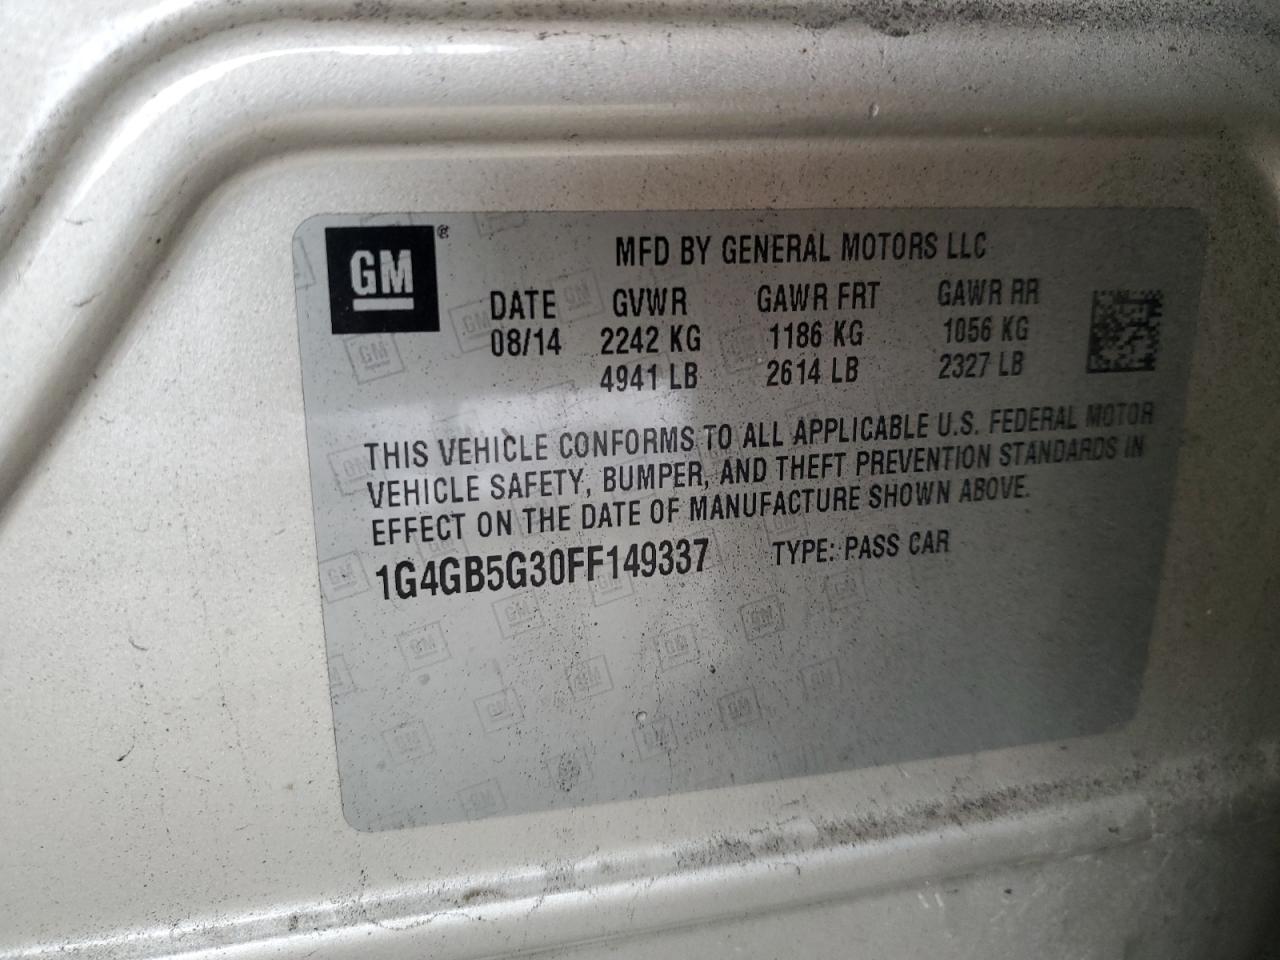 GM®
MFD BY GENERAL MOTORS LLC
DATE GVWR GAWR FRT GAWR RR
08/14 2242 KG 1186 KG 1056 KG
4941 LB 2614 LB 2327 LB
THIS VEHICLE CONFORMS TO ALL APPLICABLE U.S. FEDERAL MOTOR
VEHICLE SAFETY, BUMPER, AND THEFT PREVENTION STANDARDS IN
EFFECT ON THE DATE OF MANUFACTURE SHOWN ABOVE.
1G4GB5G30FF149337 TYPE: PASS CAR